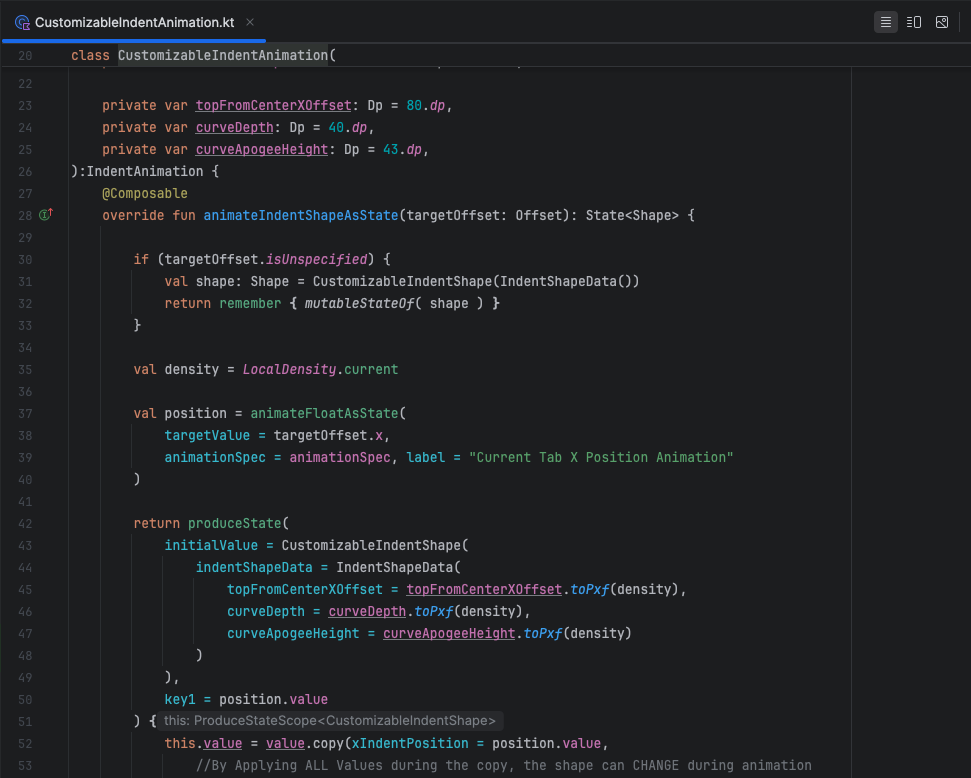 CustomizableIndentAnimation.kt
20 class CustomizableIndentAnimation(
22
23 private var topFromCenterXOffset: Dp = 80.dp,
24 private var curveDepth: Dp = 40.dp,
25 private var curveApogeeHeight: Dp = 43.dp,
26 ):IndentAnimation {
27 @Composable
28 override fun animateIndentShapeAsState(targetOffset: Offset): State<Shape> {
29
30 if (targetOffset.isUnspecified) {
31 val shape: Shape = CustomizableIndentShape(IndentShapeData())
32 return remember { mutableStateOf( shape ) }
33 }
34
35 val density = LocalDensity.current
36
37 val position = animateFloatAsState(
38 targetValue = targetOffset.x,
39 animationSpec = animationSpec, label = "Current Tab X Position Animation"
40 )
41
42 return produceState(
43 initialValue = CustomizableIndentShape(
44 indentShapeData = IndentShapeData(
45 topFromCenterXOffset = topFromCenterXOffset.toPxf(density),
46 curveDepth = curveDepth.toPxf(density),
47 curveApogeeHeight = curveApogeeHeight.toPxf(density)
48 )
49 ),
50 key1 = position.value
51 ) { this: ProduceStateScope<CustomizableIndentShape>
52 this.value = value.copy(xIndentPosition = position.value,
53 //By Applying ALL Values during the copy, the shape can CHANGE during animation